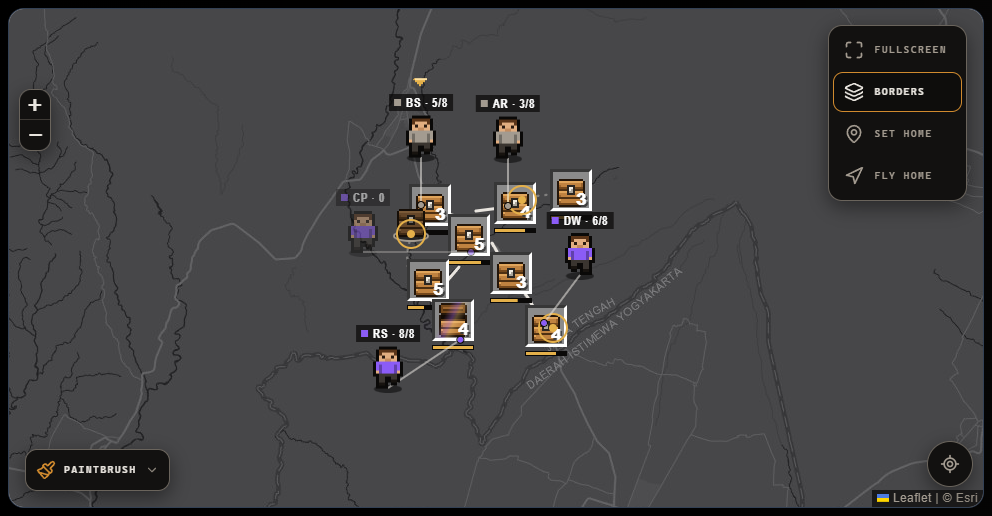 FULLSCREEN
BORDERS
SET HOME
FLY HOME
+
−
BS - 5/8
AR - 3/8
CP - 0
DW - 6/8
RS - 8/8
3
4
3
5
3
5
4
4
TENGAH
DAERAH ISTIMEWA YOGYAKARTA
PAINTBRUSH
Leaflet | © Esri